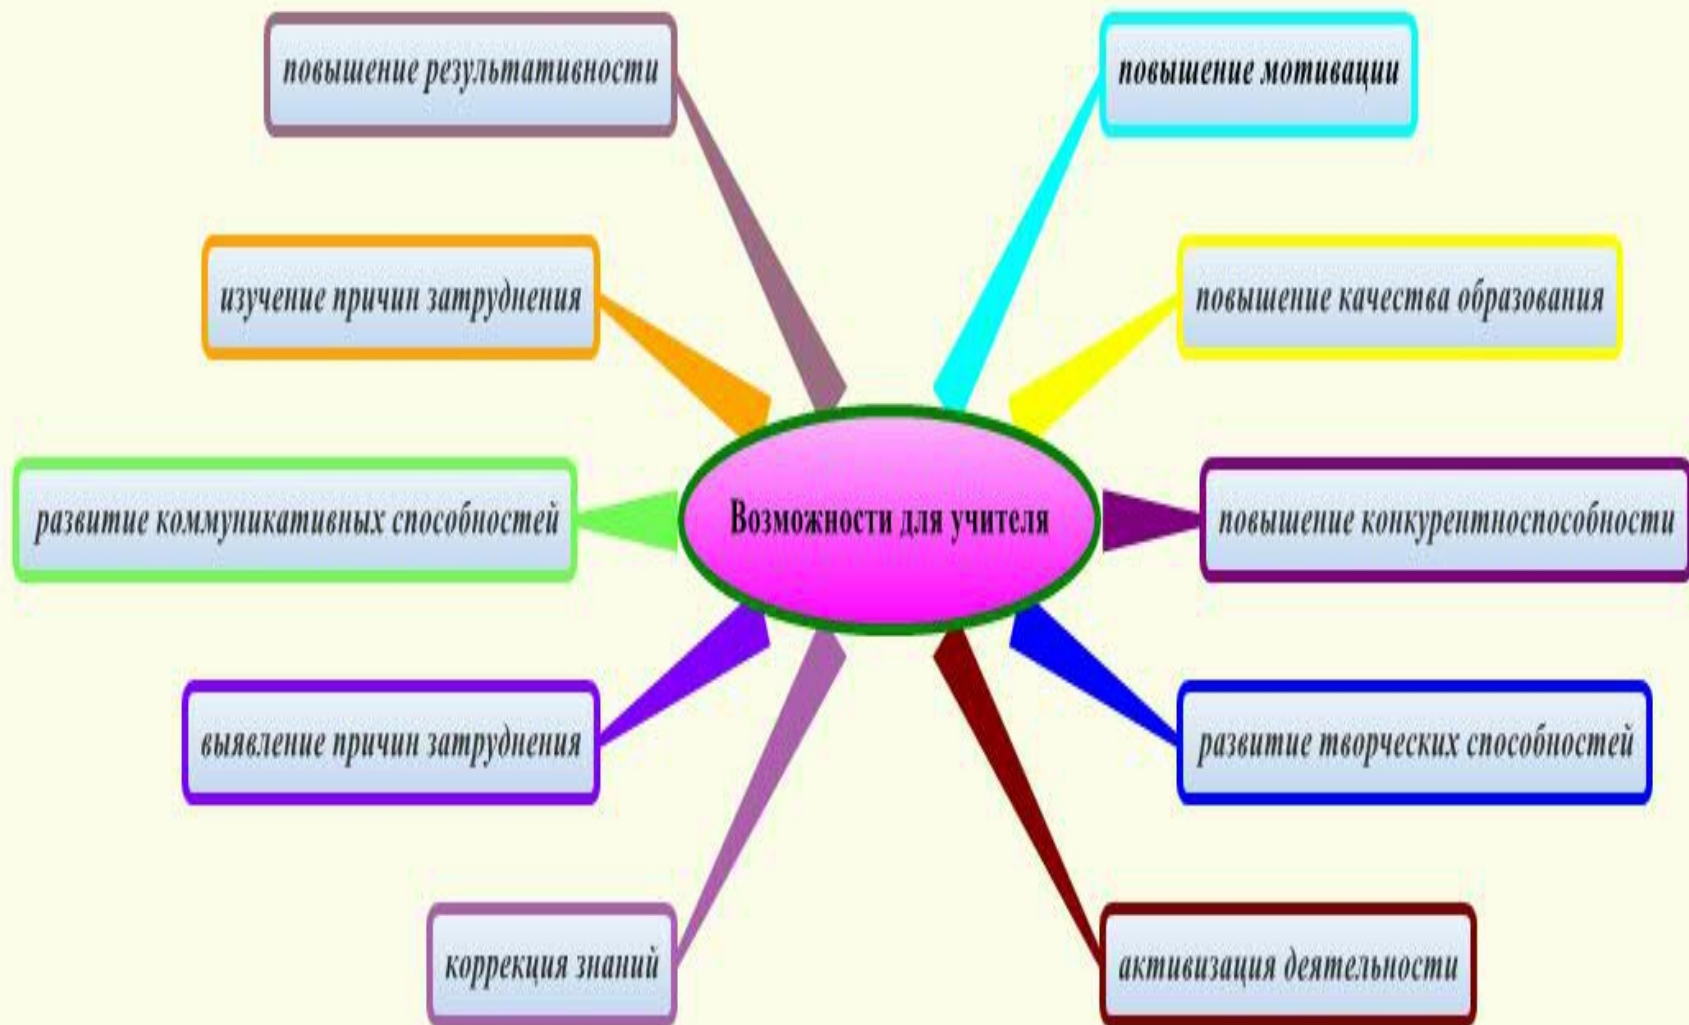 повышение результативности
повышение мотивации
изучение причин затруднения
повышение качества образования
развитие коммуникативных способностей
Возможности для учителя
повышение конкурентноспособности
выявление причин затруднения
развитие творческих способностей
коррекция знаний
активизация деятельности